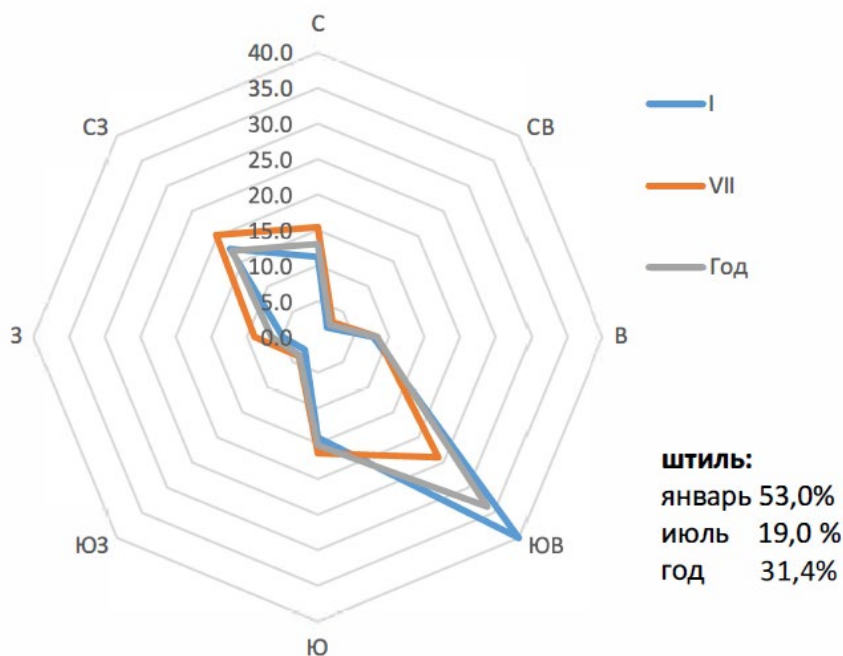 С
40.0
35.0
30.0
25.0
20.0
15.0
10.0
5.0
0.0
СЗ
СВ
З
В
ЮЗ
ЮВ
Ю
I
VII
Год
штиль:
январь 53,0%
июль 19,0 %
год 31,4%